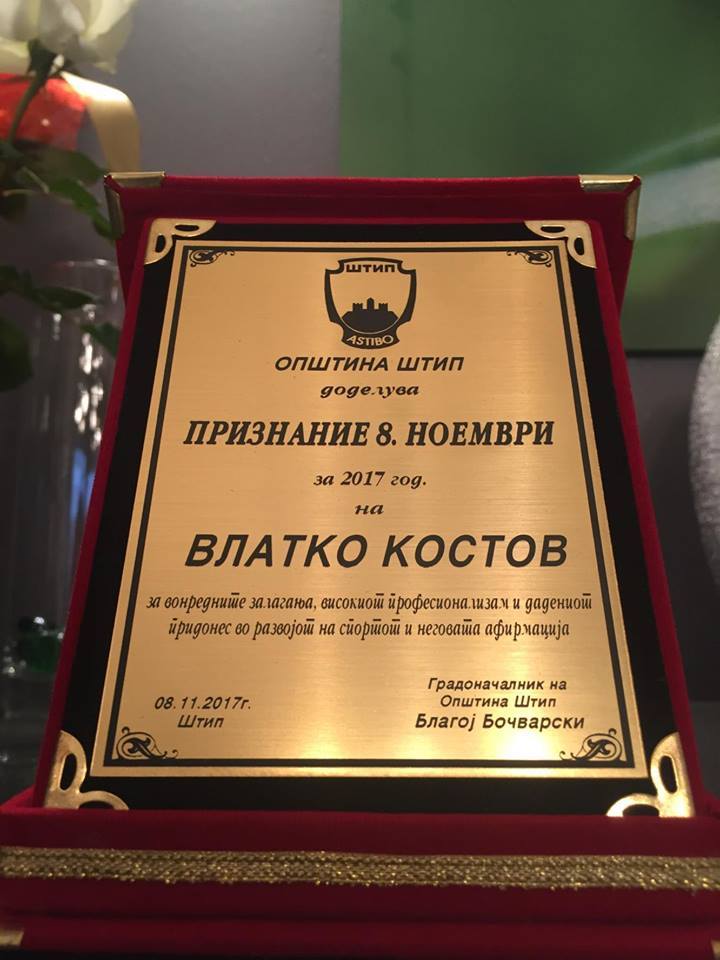 ШТИП
ASTIBO
ОПШТИНА ШТИП
доделува
ПРИЗНАНИЕ 8. НОЕМВРИ
за 2017 год.
на
ВЛАТКО КОСТОВ
за вонредните залагања, високиот професионализам и дадениот
придонес во развојот на спортот и неговата афирмација
08.11.2017г.
Штип
Градоначалник на
Општина Штип
Благој Бочварски